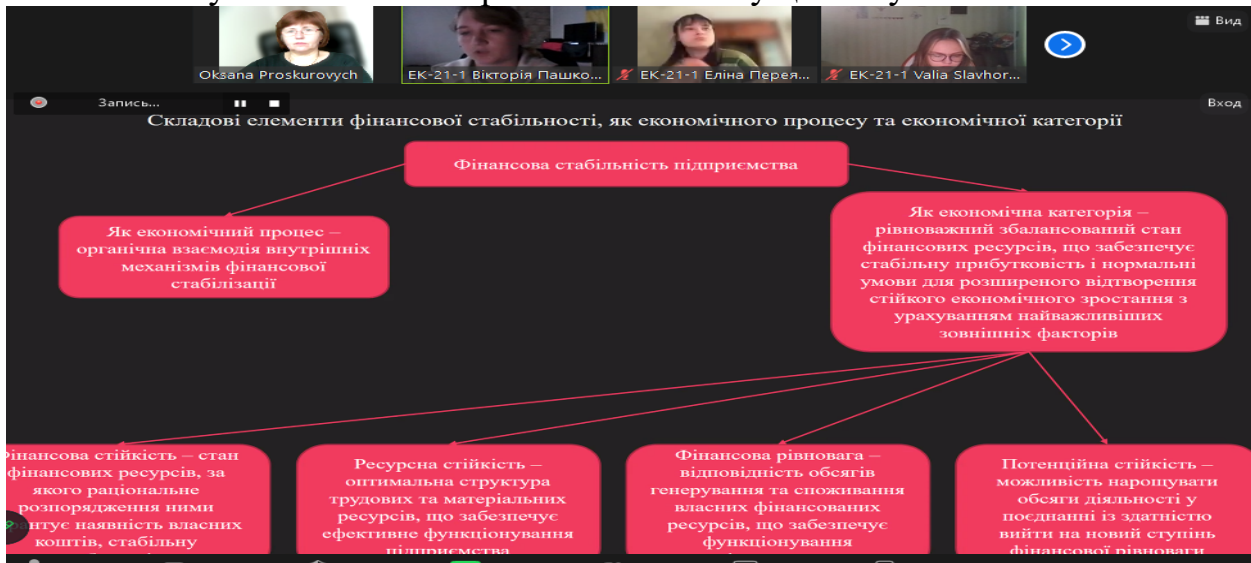 Вид
Oksana Proskurovych
ЕК-21-1 Вікторія Пашко...
ЕК-21-1 Еліна Перея...
ЕК-21-1 Valia Slavhor...
Запись...
Вход
Складові елементи фінансової стабільності, як економічного процесу та економічної категорії
Фінансова стабільність підприємства
Як економічний процес –
органічна взаємодія внутрішніх
механізмів фінансової
стабілізації
Як економічна категорія –
рівноважний збалансований стан
фінансових ресурсів, що забезпечує
стабільну прибутковість і нормальні
умови для розширеного відтворення
стійкого економічного зростання з
урахуванням найважливіших
зовнішніх факторів
стійкість – стан
фінансових ресурсів, за
якого раціональне
розпорядження ними
наявність власних
коштів, стабільну
Ресурсна стійкість –
оптимальна структура
трудових та матеріальних
ресурсів, що забезпечує
ефективне функціонування
підприємства
Фінансова рівновага –
відповідність обсягів
генерування та споживання
власних фінансованих
ресурсів, що забезпечує
функціонування
Потенційна стійкість –
можливість нарощувати
обсяги діяльності у
поєднанні із здатністю
вийти на новий ступінь
фінансової рівноваги